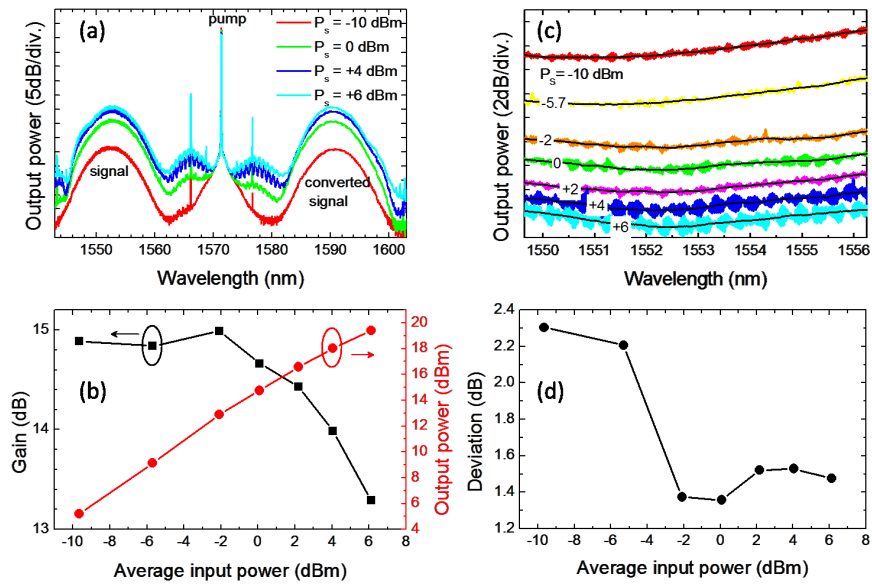 (a)
pump
P_s = -10 dBm
P_s = 0 dBm
P_s = +4 dBm
P_s = +6 dBm
signal
converted
signal
Output power (5dB/div.)
1550 1560 1570 1580 1590 1600
Wavelength (nm)
(c)
P_s= -10 dBm
-5.7
-2
0
+2
+4
+6
Output power (2dB/div.)
1550 1551 1552 1553 1554 1555 1556
Wavelength (nm)
(b)
15
14
13
Gain (dB)
20
18
16
14
12
10
8
6
4
Output power (dBm)
-10 -8 -6 -4 -2 0 2 4 6 8
Average input power (dBm)
(d)
2.4
2.2
2.0
1.8
1.6
1.4
1.2
Deviation (dB)
-10 -8 -6 -4 -2 0 2 4 6 8
Average input power (dBm)